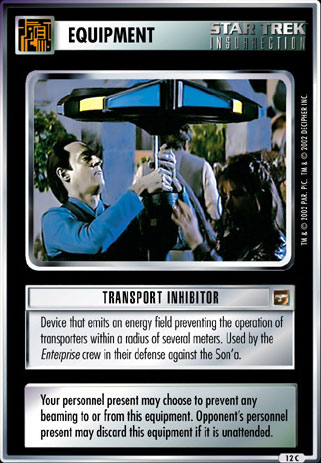 EQUIPMENT
STAR TREK
INSURRECTION
TM & © 2002 PAR. PIC. TM & © 2002 DECIPHER INC.
TRANSPORT INHIBITOR
Device that emits an energy field preventing the operation of
transporters within a radius of several meters. Used by the
Enterprise crew in their defense against the Son'a.
Your personnel present may choose to prevent any
beaming to or from this equipment. Opponent's personnel
present may discard this equipment if it is unattended.
12 C